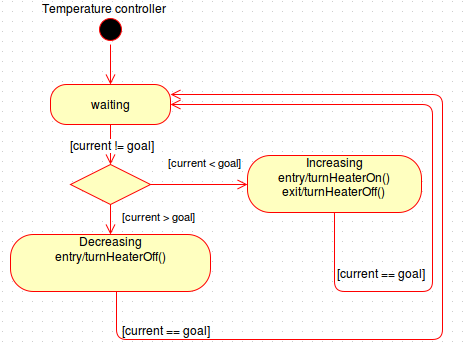 Temperature controller
waiting
[current != goal]
[current < goal]
Increasing
entry/turnHeaterOn()
exit/turnHeaterOff()
[current > goal]
Decreasing
entry/turnHeaterOff()
[current == goal]
[current == goal]